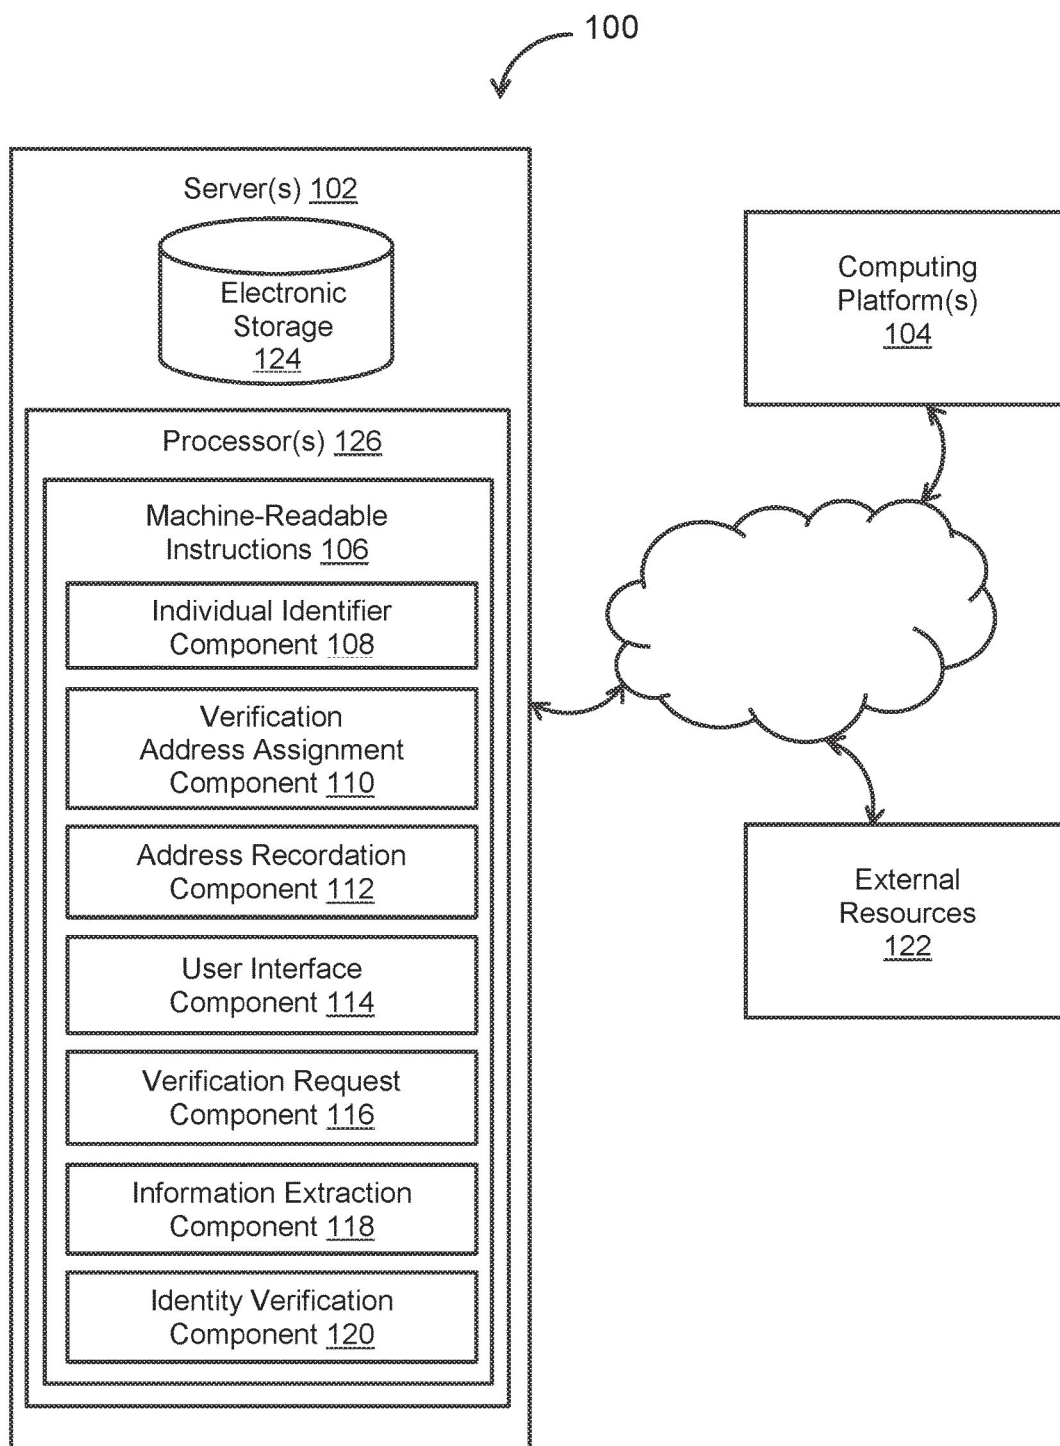 100
Server(s) 102
Electronic
Storage
124
Processor(s) 126
Machine-Readable
Instructions 106
Individual Identifier
Component 108
Verification
Address Assignment
Component 110
Address Recordation
Component 112
User Interface
Component 114
Verification Request
Component 116
Information Extraction
Component 118
Identity Verification
Component 120
Computing
Platform(s)
104
External
Resources
122